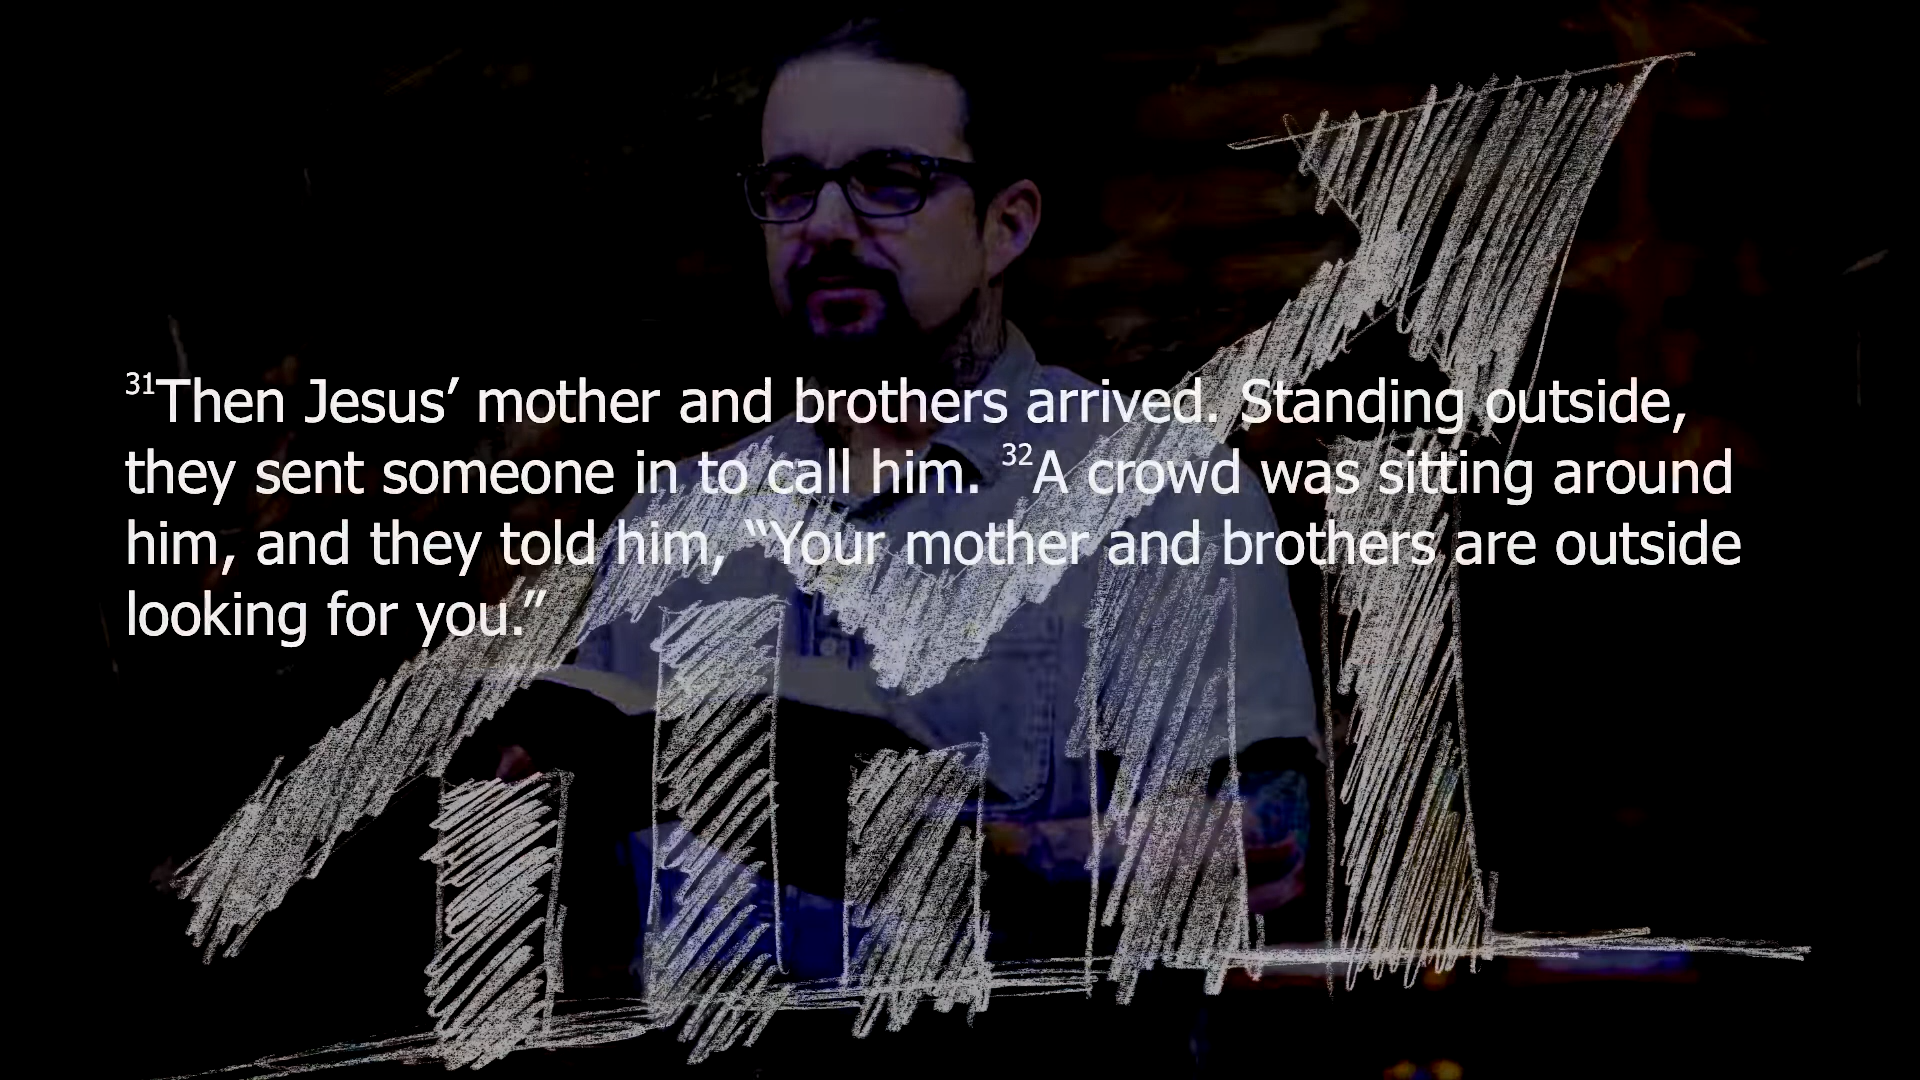 31Then Jesus’ mother and brothers arrived. Standing outside,
they sent someone in to call him. 32A crowd was sitting around
him, and they told him, “Your mother and brothers are outside
looking for you.”